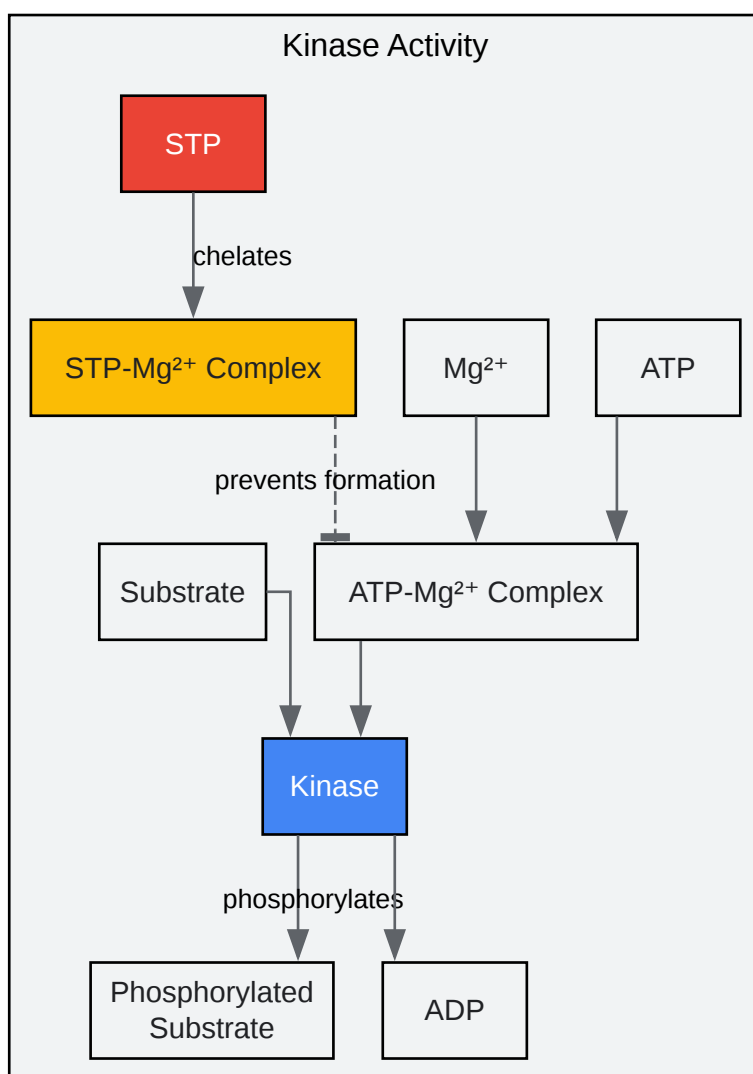 Kinase Activity
STP
chelates
STP-Mg²⁺ Complex
Mg²⁺
ATP
prevents formation
Substrate
ATP-Mg²⁺ Complex
Kinase
phosphorylates
Phosphorylated
Substrate
ADP